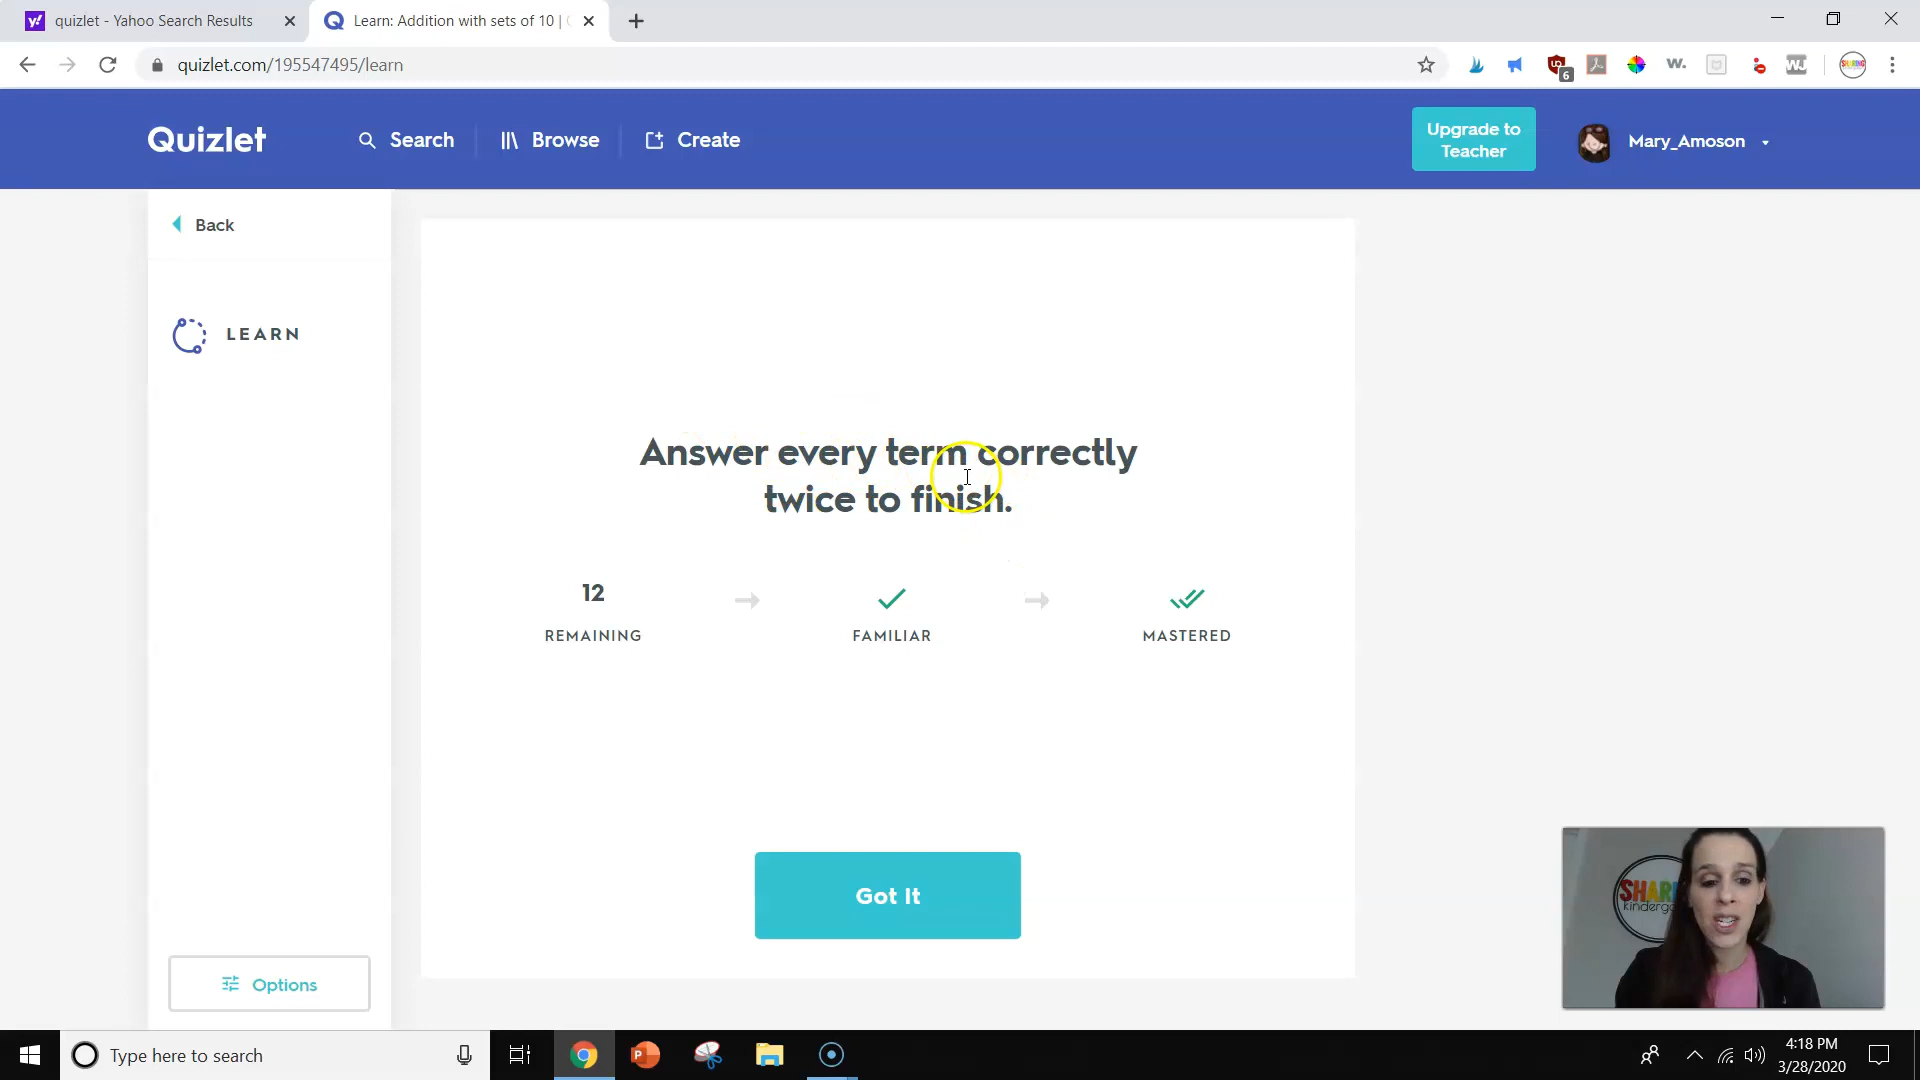 quizlet - Yahoo Search Results
Learn: Addition with sets of 10 |
quizlet.com/195547495/learn
6
W.
WJ
Quizlet
Search
Browse
Create
Upgrade to
Teacher
Mary_Amoson
Back
LEARN
Answer every term correctly
twice to finish.
12
REMAINING
FAMILIAR
MASTERED
Got It
Options
Type here to search
4:18 PM
3/28/2020